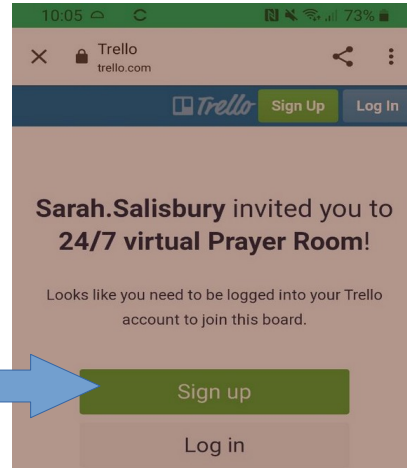 10:05 73%
Trello
trello.com
Trello Sign Up Log In
Sarah.Salisbury invited you to
24/7 virtual Prayer Room!
Looks like you need to be logged into your Trello
account to join this board.
Sign up
Log in